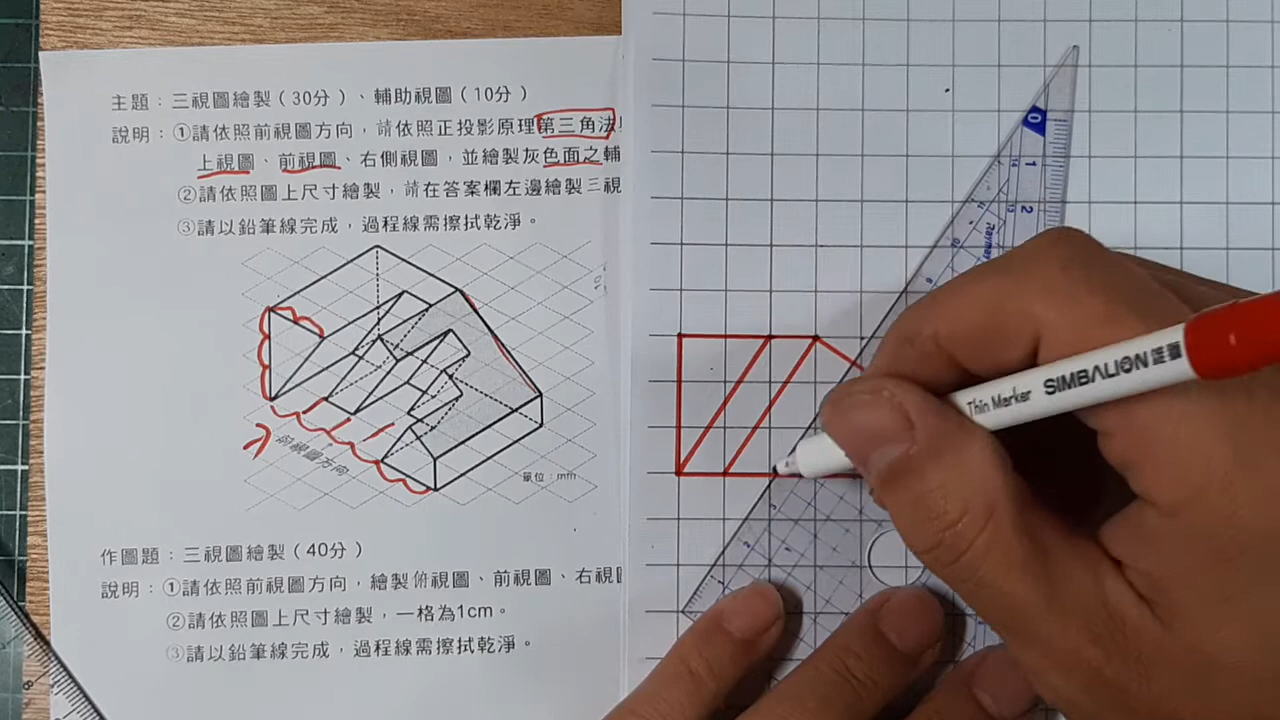 主題：三視圖繪製（30分）、輔助視圖（10分）
說明：①請依照前視圖方向，請依照正投影原理第三角法
上視圖、前視圖、右側視圖，並繪製灰色面之輔
②請依照圖上尺寸繪製，請在答案欄左邊繪製三視
③請以鉛筆線完成，過程線需擦拭乾淨。
前視圖方向
單位：mm
作圖題：三視圖繪製（40分）
說明：①請依照前視圖方向，繪製俯視圖、前視圖、右視
②請依照圖上尺寸繪製，一格為1cm。
③請以鉛筆線完成，過程線需擦拭乾淨。
0
1
2
Raymay
Thin Marker SIMBALION 雄獅